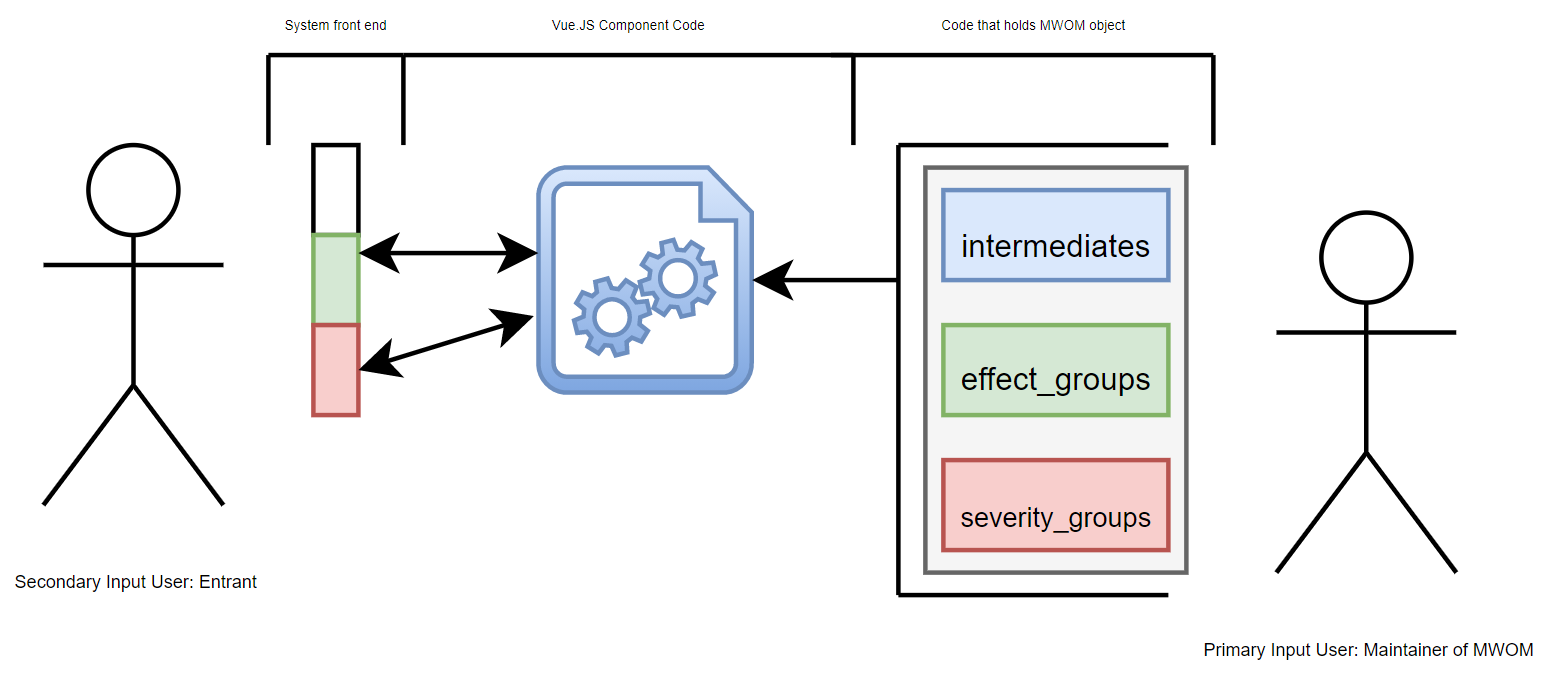 System front end
Vue.JS Component Code
Code that holds MWOM object
intermediates
effect_groups
severity_groups
Secondary Input User: Entrant
Primary Input User: Maintainer of MWOM